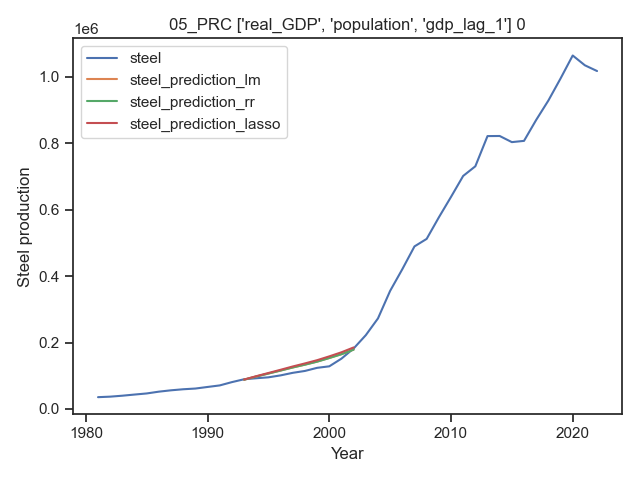 05_PRC ['real_GDP', 'population', 'gdp_lag_1'] 0
1e6
steel
steel_prediction_lm
steel_prediction_rr
steel_prediction_lasso
1.0
0.8
0.6
0.4
0.2
0.0
Steel production
1980 1990 2000 2010 2020
Year